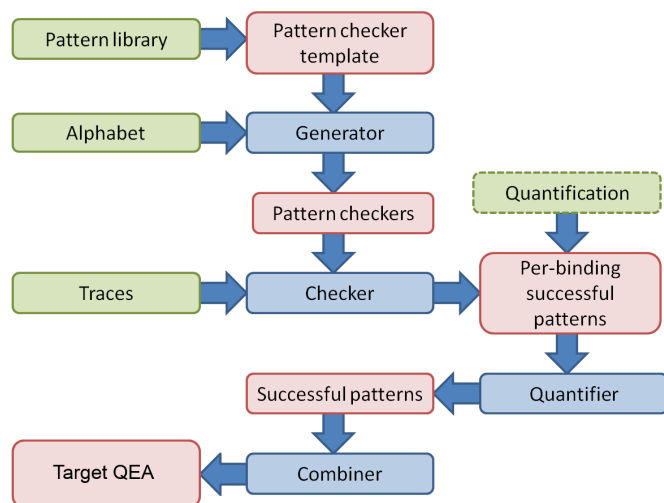 Pattern library
Pattern checker
template
Alphabet
Generator
Pattern checkers
Quantification
Traces
Checker
Per-binding
successful
patterns
Successful patterns
Quantifier
Target QEA
Combiner